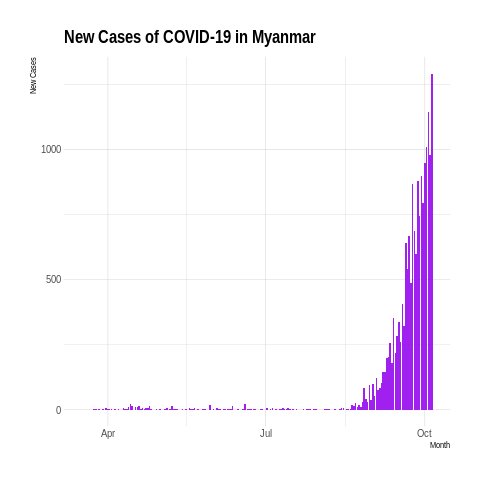 New Cases of COVID-19 in Myanmar
New Cases
1000
500
0
Apr Jul Oct
Month